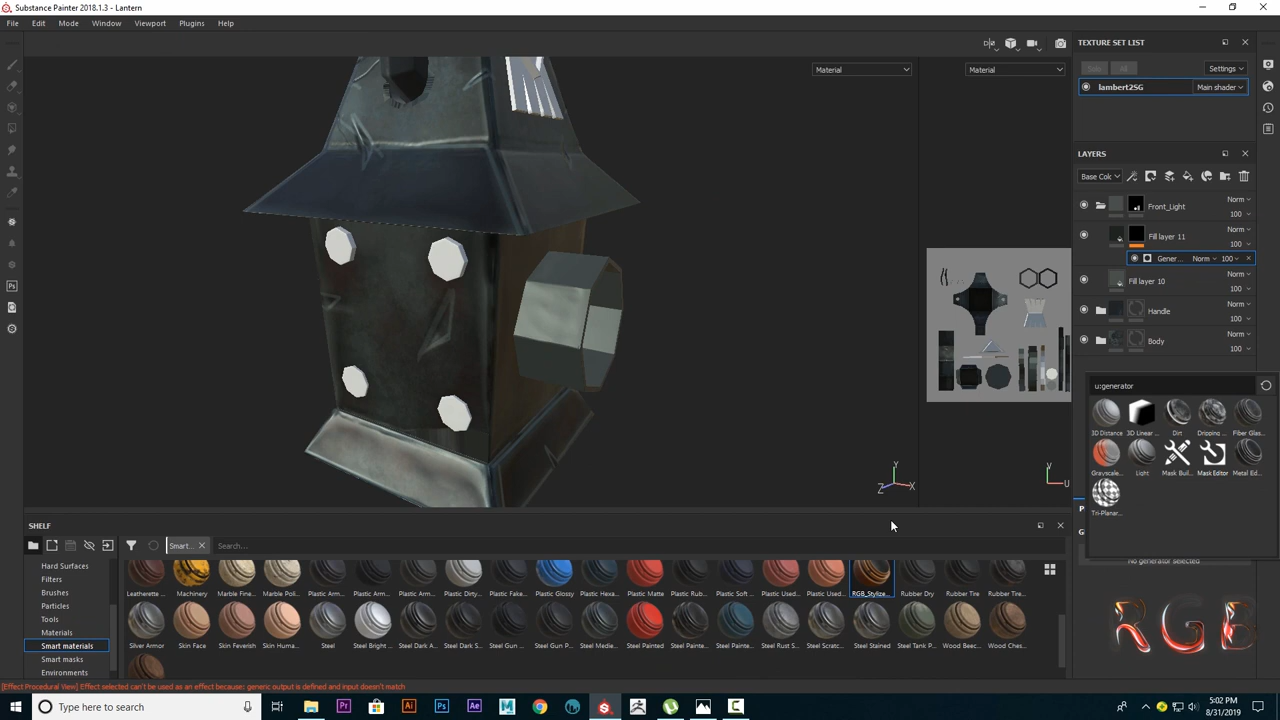 Substance Painter 2018.1.3 - Lantern
File Edit Mode Window Viewport Plugins Help
Material
Material
TEXTURE SET LIST
Solo All Settings
lambert2SG Main shader
LAYERS
Base Colo
Front_Light Norm 100
Fill layer 11 Norm 100
Gener... Norm 100
Fill layer 10 Norm 100
Handle Norm 100
Body Norm 100
u:generator
3D Distance 3D Linear ... Dirt Dripping ... Fiber Glas...
Grayscale... Light Mask Buil... Mask Editor Metal Ed...
Tri-Planar...
No generator selected
RGB
Y Z X
V U
SHELF
Smart... Search...
Hard Surfaces
Filters
Brushes
Particles
Tools
Materials
Smart materials
Smart masks
Environments
Leatherette ... Machinery Marble Fine... Marble Poli... Plastic Arm... Plastic Arm... Plastic Arm... Plastic Dirty... Plastic Fake... Plastic Glossy Plastic Hexa... Plastic Matte Plastic Rub... Plastic Soft ... Plastic Used... Plastic Used... RGB_Stylize... Rubber Dry Rubber Tire Rubber Tire...
Silver Armor Skin Face Skin Feverish Skin Huma... Steel Steel Bright ... Steel Dark A... Steel Dark S... Steel Gun ... Steel Gun P... Steel Medie... Steel Painted Steel Painte... Steel Painte... Steel Rust S... Steel Scratc... Steel Stained Steel Tank P... Wood Beec... Wood Ches...
[Effect Procedural View] Effect selected can't be used as an effect because: generic output is defined and input doesn't match
Type here to search
5:02 PM
8/31/2019